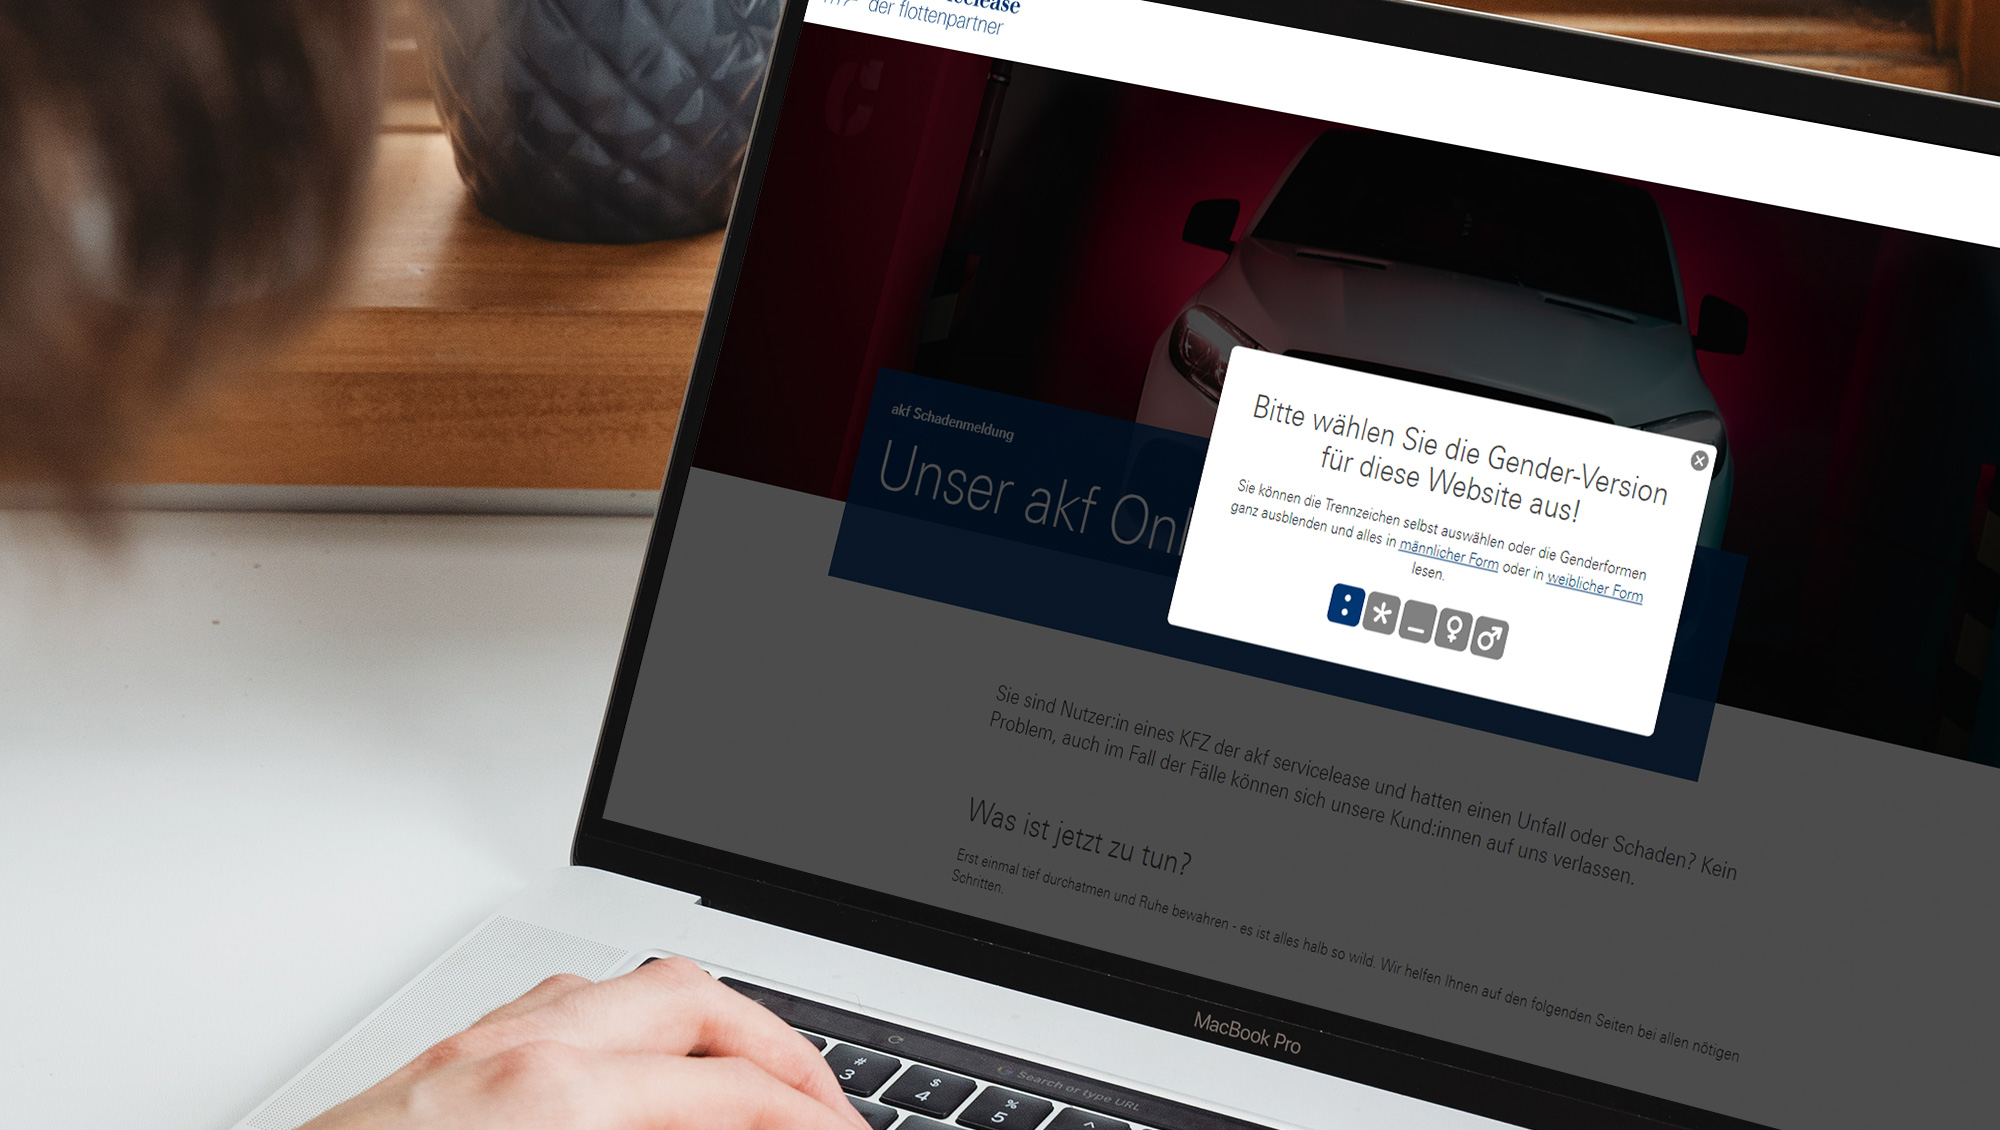 servicelease
der flottenpartner
akf Schadenmeldung
Unser akf Onl
Bitte wählen Sie die Gender-Version
für diese Website aus!
Sie können die Trennzeichen selbst auswählen oder die Genderformen
ganz ausblenden und alles in männlicher Form oder in weiblicher Form
lesen.
: * _ ♀ ♂
Sie sind Nutzer:in eines KFZ der akf servicelease und hatten einen Unfall oder Schaden? Kein
Problem, auch im Fall der Fälle können sich unsere Kund:innen auf uns verlassen.
Was ist jetzt zu tun?
Erst einmal tief durchatmen und Ruhe bewahren - es ist alles halb so wild. Wir helfen Ihnen auf den folgenden Seiten bei allen nötigen
Schritten.
MacBook Pro
G Search or type URL
# 3
$ 4
% 5
^